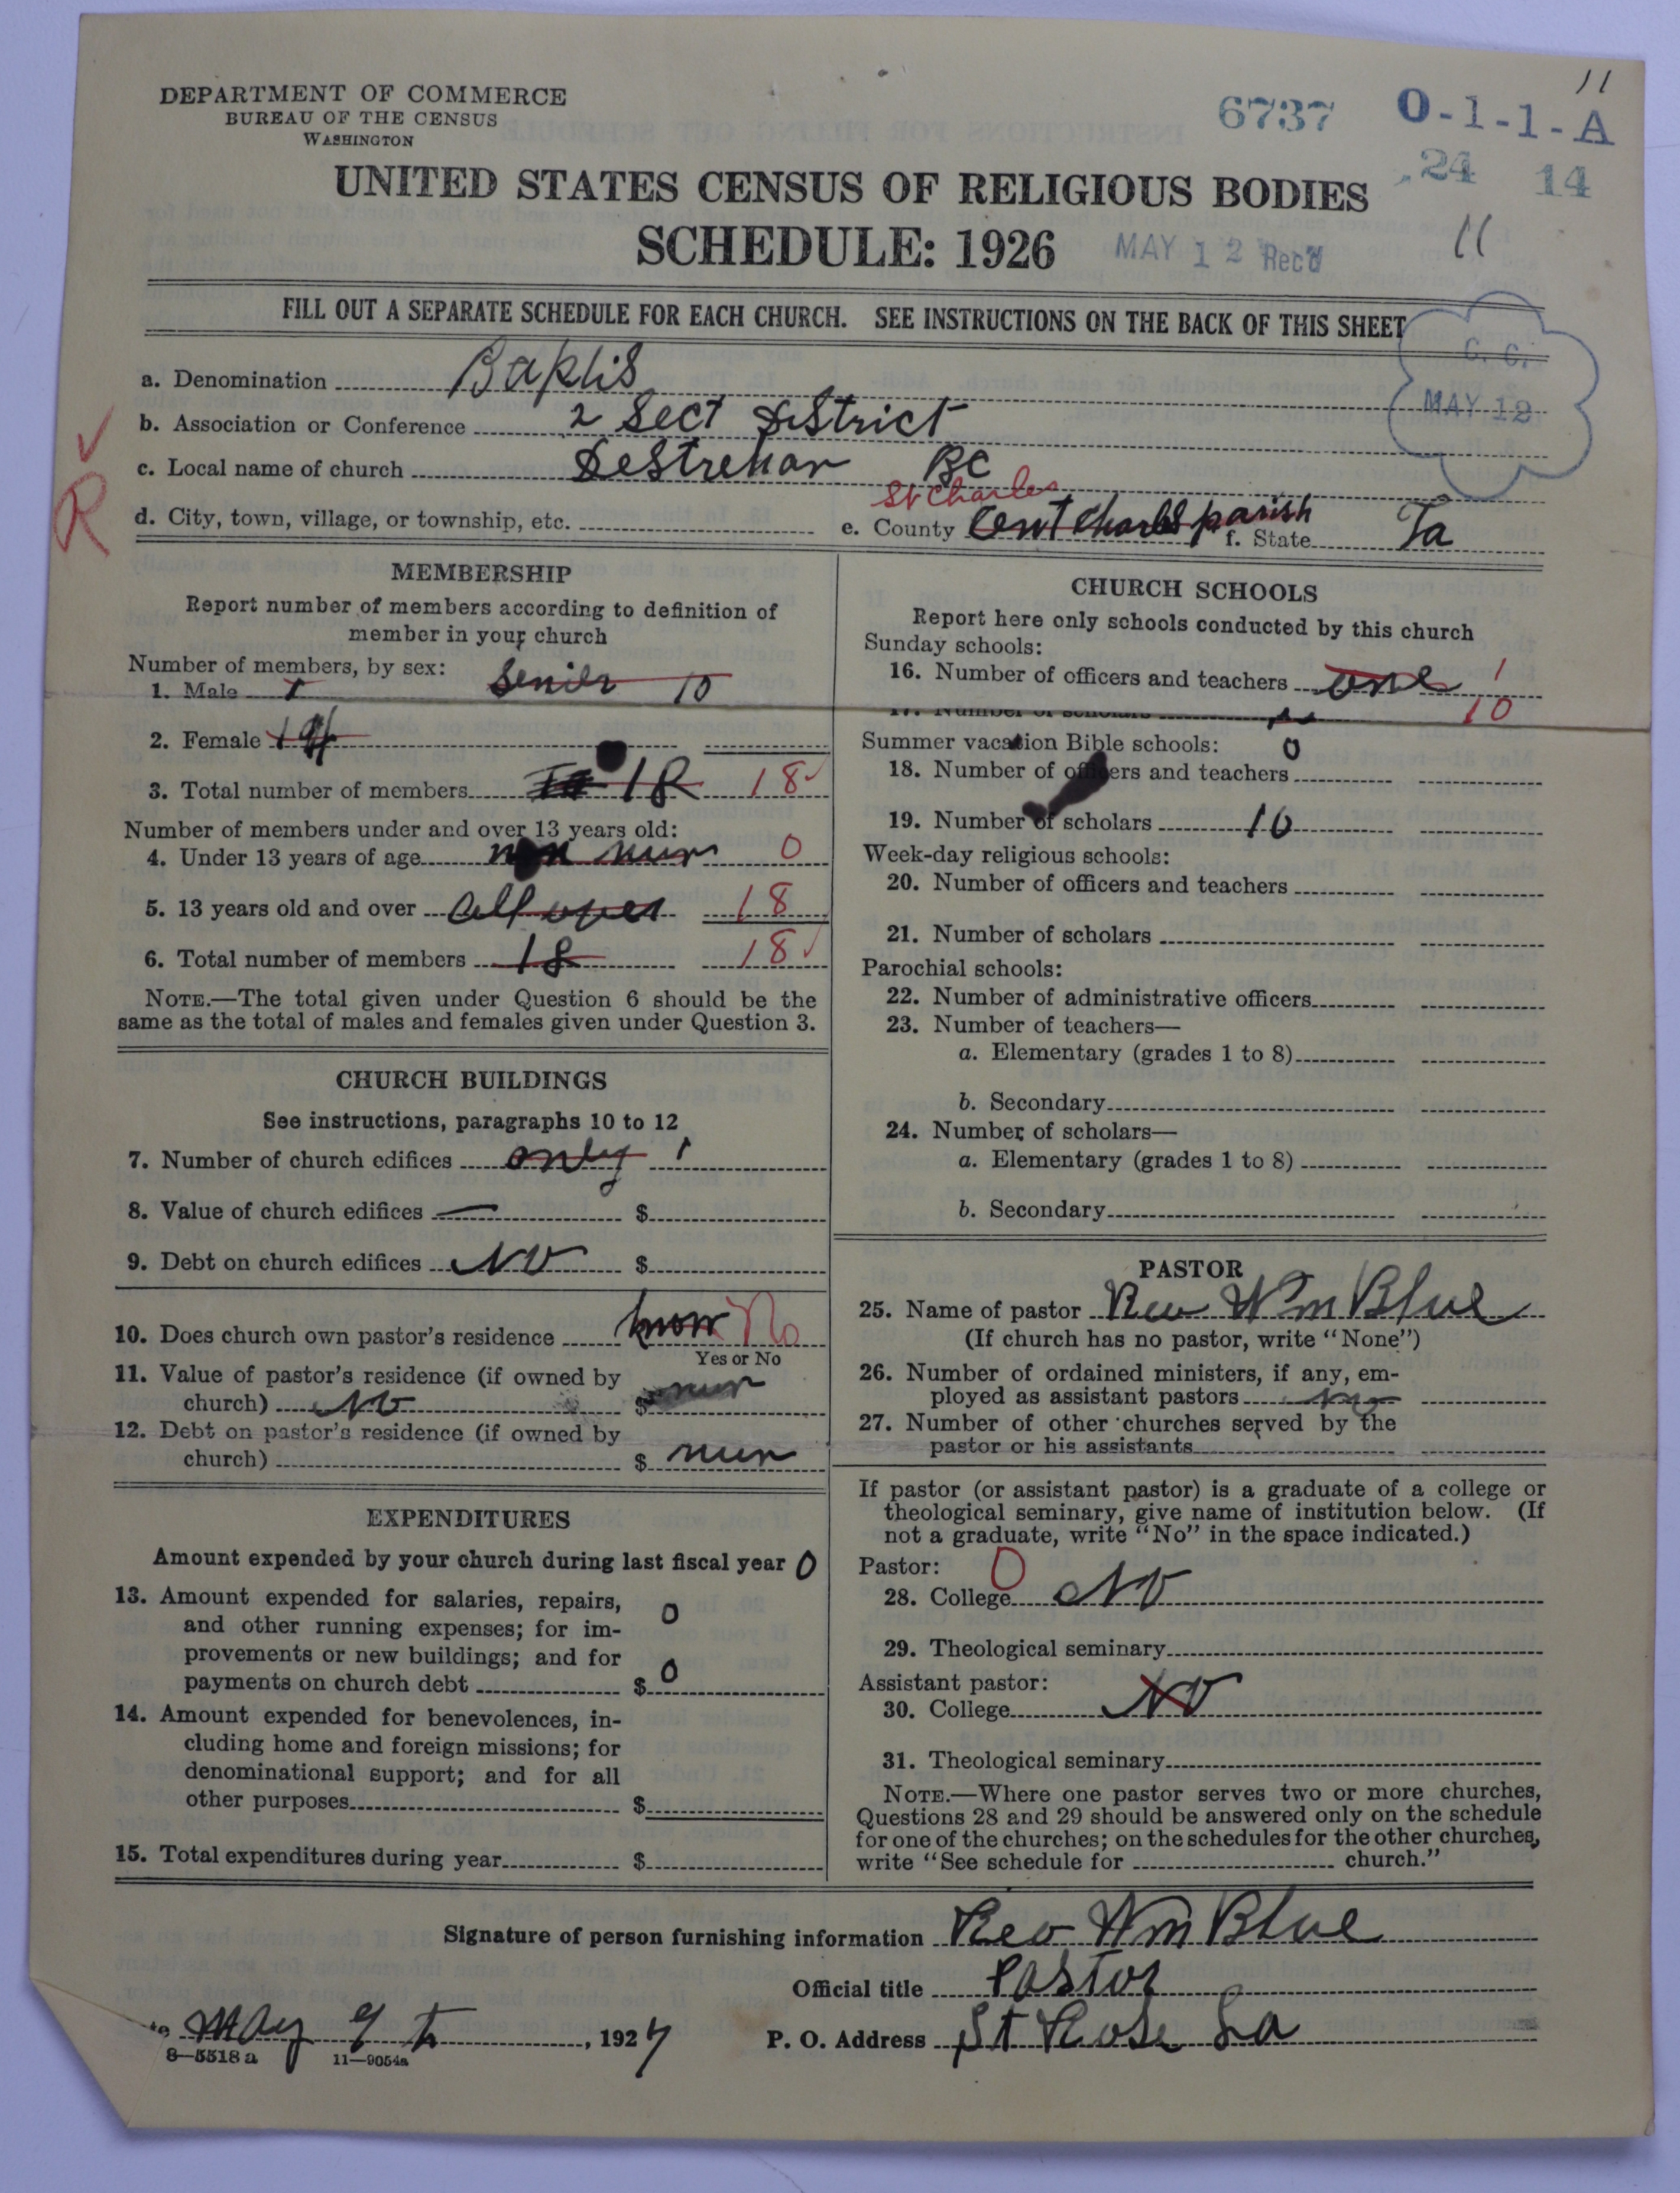 11
DEPARTMENT OF COMMERCE
BUREAU OF THE CENSUS
WASHINGTON
6737 O-1-1-A
24 14
UNITED STATES CENSUS OF RELIGIOUS BODIES
SCHEDULE: 1926
MAY 12 Rec'd
11
FILL OUT A SEPARATE SCHEDULE FOR EACH CHURCH. SEE INSTRUCTIONS ON THE BACK OF THIS SHEET
C. C.
MAY 12
a. Denomination Baptis
b. Association or Conference 2 Sect District
c. Local name of church Destrehan BC
R
St Charles
d. City, town, village, or township, etc. e. County Cent Charls parish f. State La
MEMBERSHIP
Report number of members according to definition of
member in your church
Number of members, by sex:
1. Male Senier 10
2. Female
3. Total number of members 18 18
Number of members under and over 13 years old:
4. Under 13 years of age nun 0
5. 13 years old and over all over 18
6. Total number of members 18 18
NOTE.—The total given under Question 6 should be the
same as the total of males and females given under Question 3.
CHURCH BUILDINGS
See instructions, paragraphs 10 to 12
7. Number of church edifices only 1
8. Value of church edifices — $
9. Debt on church edifices No $
10. Does church own pastor's residence know No
Yes or No
11. Value of pastor's residence (if owned by
church) No $ nun
12. Debt on pastor's residence (if owned by
church) $ nun
EXPENDITURES
Amount expended by your church during last fiscal year 0
13. Amount expended for salaries, repairs,
and other running expenses; for im- 0
provements or new buildings; and for
payments on church debt $ 0
14. Amount expended for benevolences, in-
cluding home and foreign missions; for
denominational support; and for all
other purposes $
15. Total expenditures during year $
CHURCH SCHOOLS
Report here only schools conducted by this church
Sunday schools:
16. Number of officers and teachers one 1
17. Number of scholars 10
Summer vacation Bible schools: 0
18. Number of officers and teachers
19. Number of scholars 10
Week-day religious schools:
20. Number of officers and teachers
21. Number of scholars
Parochial schools:
22. Number of administrative officers
23. Number of teachers—
a. Elementary (grades 1 to 8)
b. Secondary
24. Number of scholars—
a. Elementary (grades 1 to 8)
b. Secondary
PASTOR
25. Name of pastor Rev Wm Blue
(If church has no pastor, write "None")
26. Number of ordained ministers, if any, em-
ployed as assistant pastors
27. Number of other churches served by the
pastor or his assistants
If pastor (or assistant pastor) is a graduate of a college or
theological seminary, give name of institution below. (If
not a graduate, write "No" in the space indicated.)
Pastor: 0
28. College No
29. Theological seminary
Assistant pastor:
30. College No
31. Theological seminary
NOTE.—Where one pastor serves two or more churches,
Questions 28 and 29 should be answered only on the schedule
for one of the churches; on the schedules for the other churches,
write "See schedule for church."
Signature of person furnishing information Rev Wm Blue
Official title Pastor
te May 9 th, 1927 P. O. Address St Rose La
8—5518 a 11—9054a